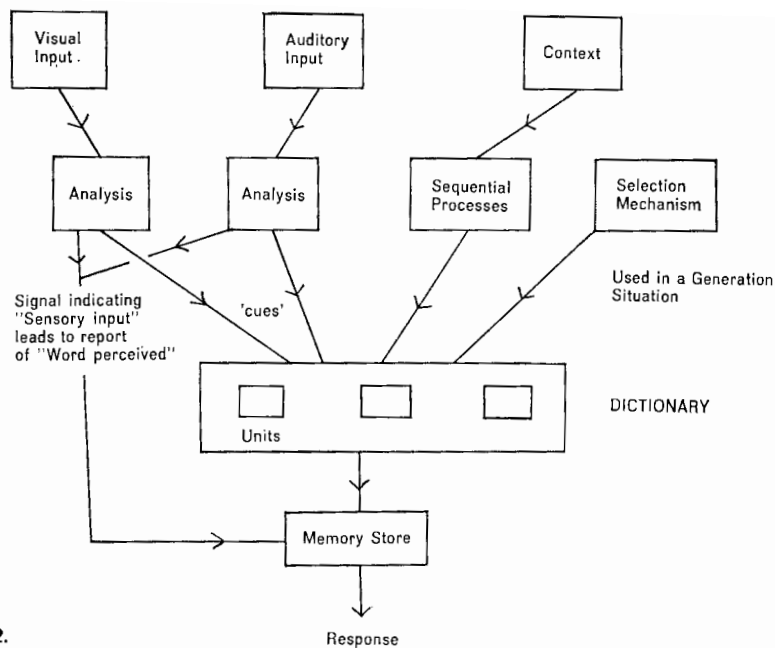 Visual
Input.
Auditory
Input
Context
Analysis
Analysis
Sequential
Processes
Selection
Mechanism
Used in a Generation
Situation
Signal indicating
"Sensory input"
leads to report
of "Word perceived"
'cues'
DICTIONARY
Units
Memory Store
2.
Response